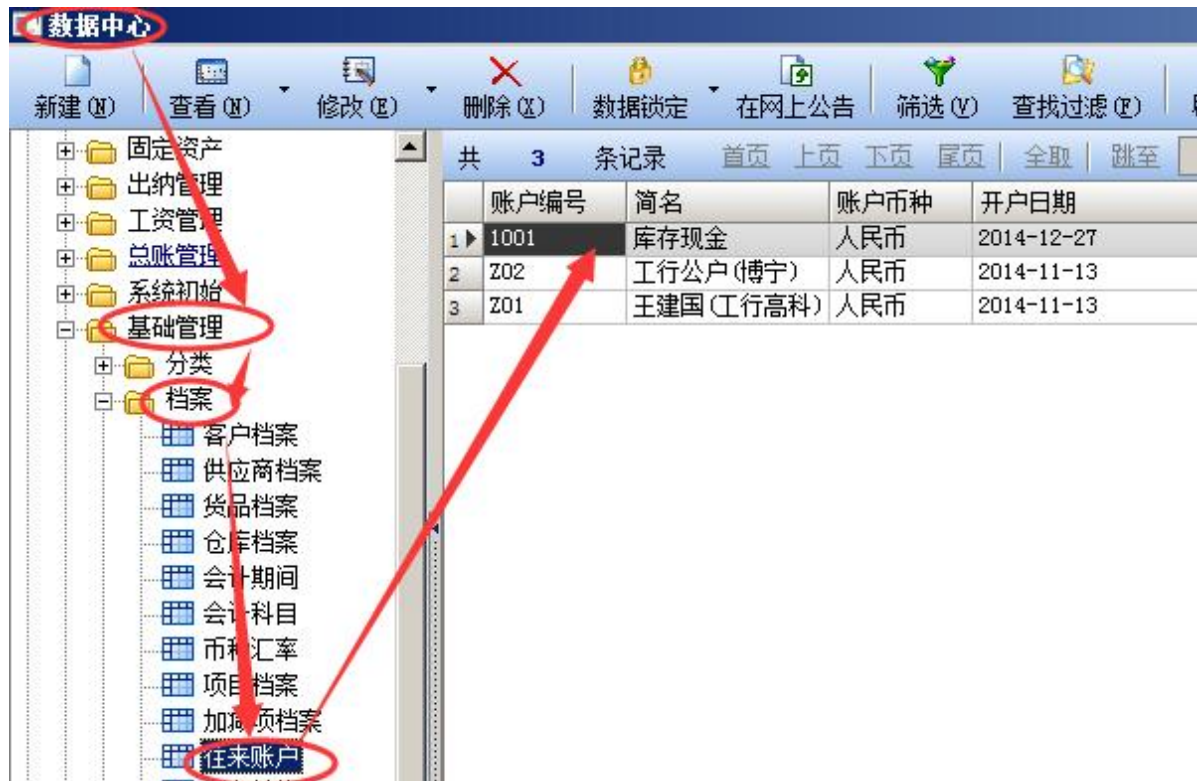 数据中心
新建(N) 查看(N) 修改(E) 删除(X) 数据锁定 在网上公告 筛选(V) 查找过滤(F)
固定资产
出纳管理
工资管理
总账管理
系统初始
基础管理
分类
档案
客户档案
供应商档案
货品档案
仓库档案
会计期间
会计科目
币种汇率
项目档案
加减项档案
往来账户
共 3 条记录 首页 上页 下页 尾页 全取 跳至
账户编号 简名 账户币种 开户日期
1 1001 库存现金 人民币 2014-12-27
2 Z02 工行公户(博宁) 人民币 2014-11-13
3 Z01 王建国(工行高科) 人民币 2014-11-13